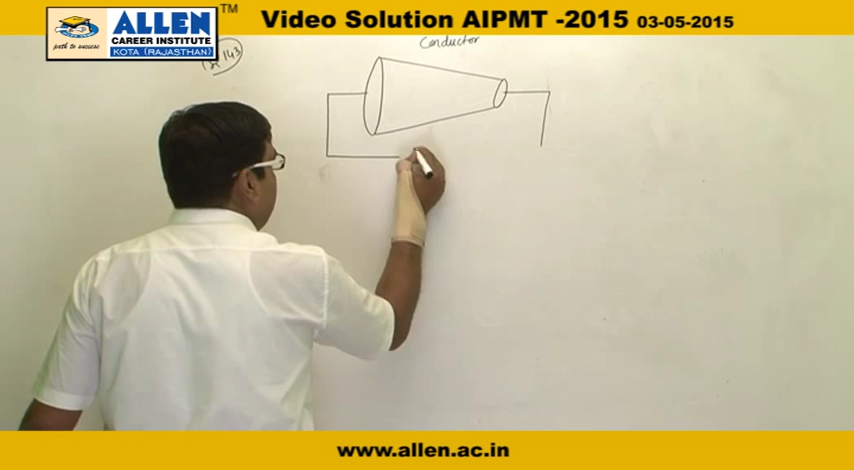 ALLEN
CAREER INSTITUTE
KOTA (RAJASTHAN)
path to success
TM
Video Solution AIPMT -2015 03-05-2015
143
Conductor
www.allen.ac.in